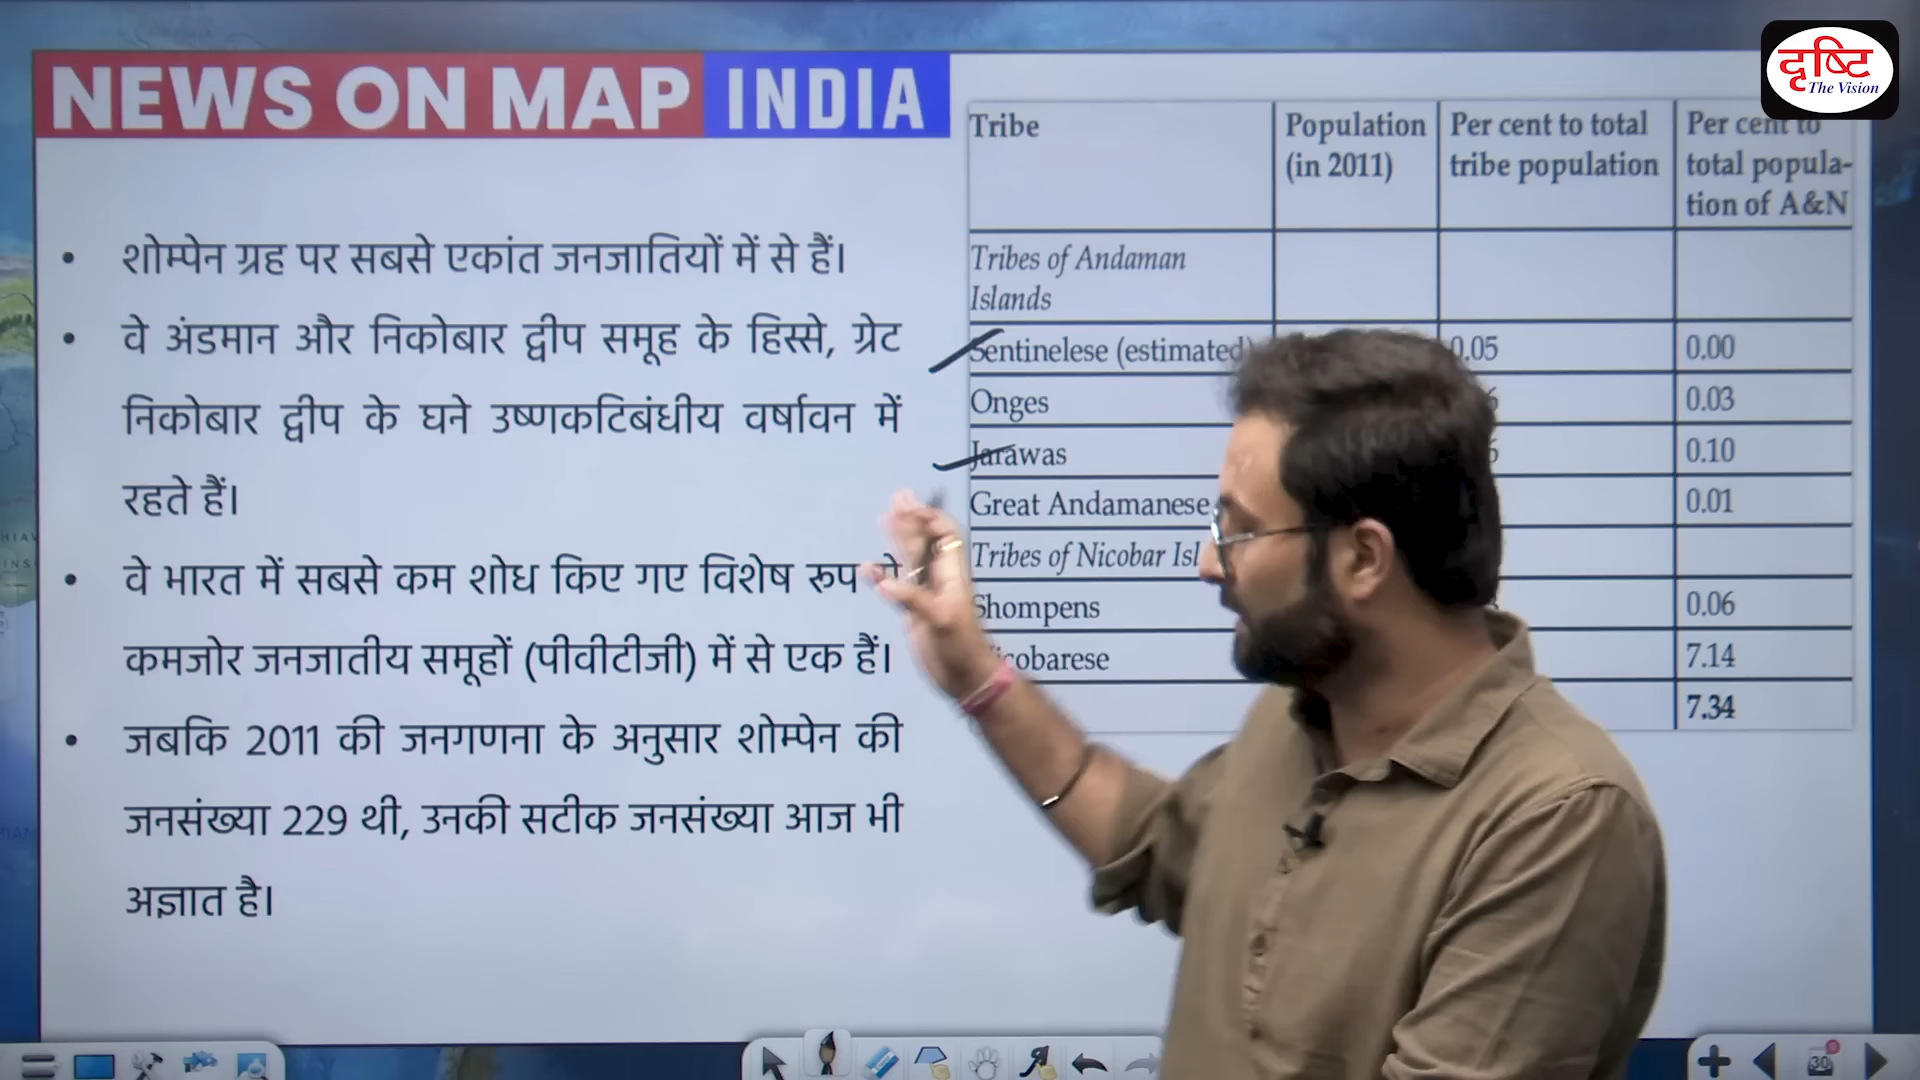 दृष्टि
The Vision
NEWS ON MAP INDIA
• शोम्पेन ग्रह पर सबसे एकांत जनजातियों में से हैं।
• वे अंडमान और निकोबार द्वीप समूह के हिस्से, ग्रेट
निकोबार द्वीप के घने उष्णकटिबंधीय वर्षावन में
रहते हैं।
• वे भारत में सबसे कम शोध किए गए विशेष रूप
कमजोर जनजातीय समूहों (पीवीटीजी) में से एक हैं।
• जबकि 2011 की जनगणना के अनुसार शोम्पेन की
जनसंख्या 229 थी, उनकी सटीक जनसंख्या आज भी
अज्ञात है।
Tribe Population (in 2011) Per cent to total tribe population Per cent to total popula- tion of A&N
Tribes of Andaman Islands
Sentinelese (estimated) 0.05 0.00
Onges 0.03
Jarawas 0.10
Great Andamanese 0.01
Tribes of Nicobar
Shompens 0.06
7.14
7.34
30